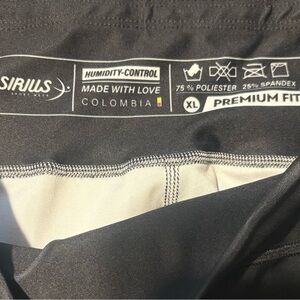 SIRIUS
SPORT WEAR
HUMIDITY-CONTROL
MADE WITH LOVE
COLOMBIA
75 % POLIESTER 25% SPANDEX
XL PREMIUM FIT